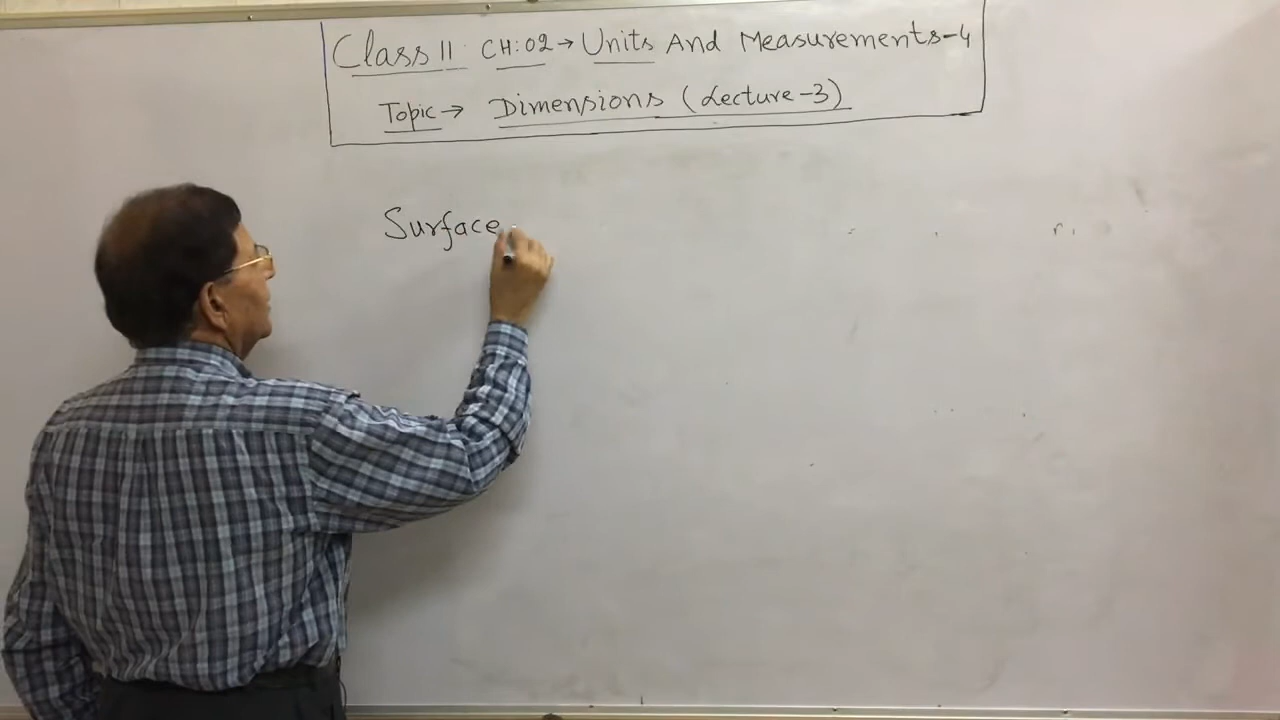 Class 11 CH:02→ Units And Measurements-4
Topic→ Dimensions (Lecture-3)
Surface